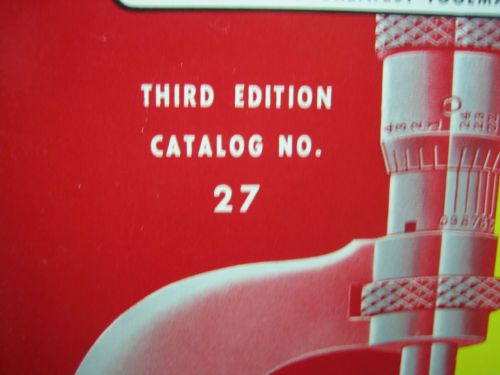 THIRD EDITION
CATALOG NO.
27